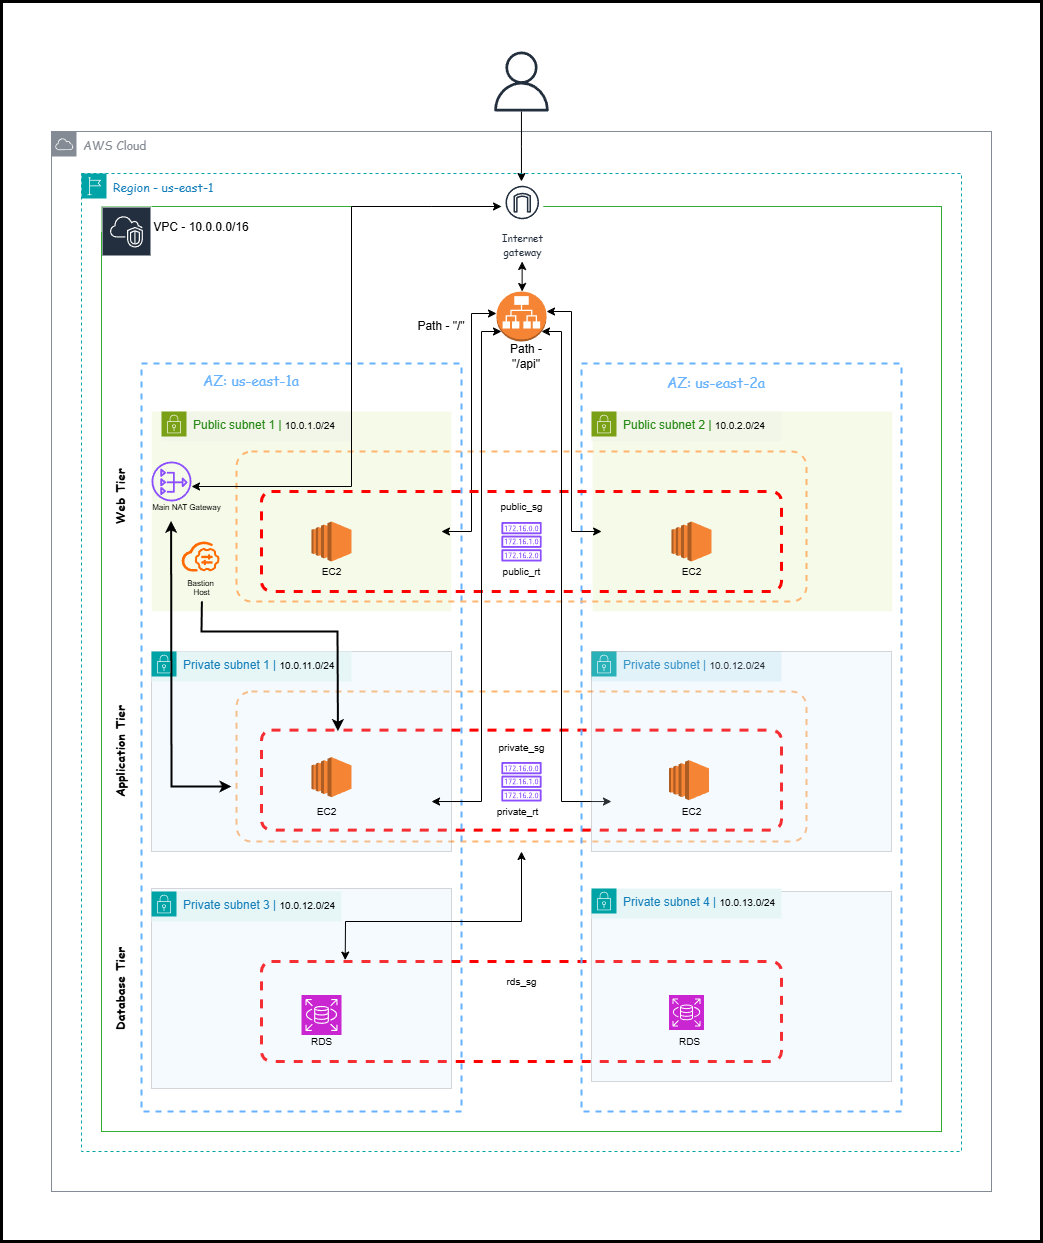 AWS Cloud
Region - us-east-1
VPC - 10.0.0.0/16
Internet
gateway
Path - "/"
Path -
"/api"
AZ: us-east-1a
AZ: us-east-2a
Public subnet 1 | 10.0.1.0/24
Public subnet 2 | 10.0.2.0/24
Web Tier
Main NAT Gateway
Bastion
Host
public_sg
172.16.0.0
172.16.1.0
172.16.2.0
public_rt
EC2
EC2
Private subnet 1 | 10.0.11.0/24
Private subnet | 10.0.12.0/24
Application Tier
private_sg
172.16.0.0
172.16.1.0
172.16.2.0
private_rt
EC2
EC2
Private subnet 3 | 10.0.12.0/24
Private subnet 4 | 10.0.13.0/24
Database Tier
rds_sg
RDS
RDS